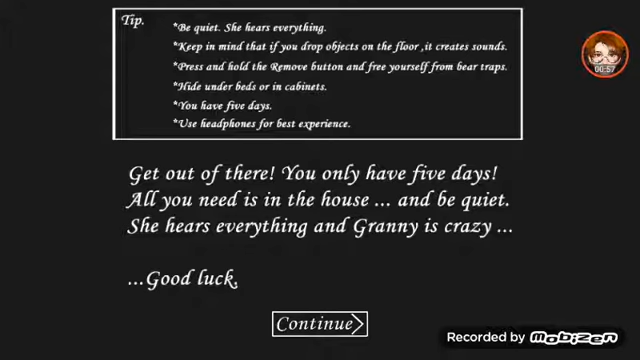 Tip.
*Be quiet. She hears everything.
*Keep in mind that if you drop objects on the floor ,it creates sounds.
*Press and hold the Remove button and free yourself from bear traps.
*Hide under beds or in cabinets.
*You have five days.
*Use headphones for best experience.
00:57
Get out of there! You only have five days!
All you need is in the house ... and be quiet.
She hears everything and Granny is crazy ...
...Good luck.
Continue
Recorded by mobizen